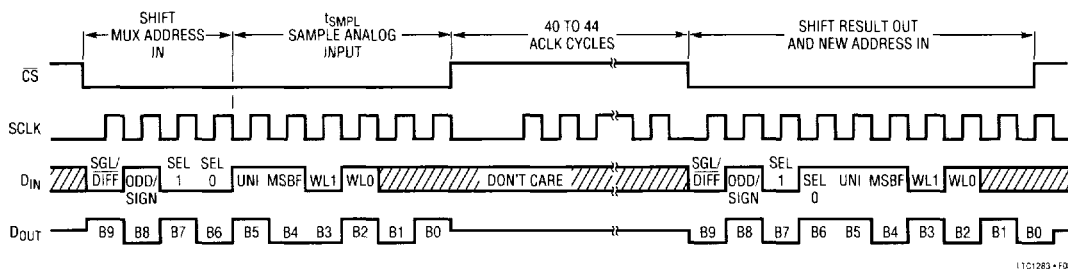 SHIFT
MUX ADDRESS
IN
tSMPL
SAMPLE ANALOG
INPUT
40 TO 44
ACLK CYCLES
SHIFT RESULT OUT
AND NEW ADDRESS IN
CS
SCLK
DIN
SGL/
DIFF
ODD/
SIGN
SEL
1
SEL
0
UNI
MSBF
WL1
WL0
DON'T CARE
SGL/
DIFF
ODD/
SIGN
SEL
1
SEL
0
UNI
MSBF
WL1
WL0
DOUT
B9
B8
B7
B6
B5
B4
B3
B2
B1
B0
B9
B8
B7
B6
B5
B4
B3
B2
B1
B0